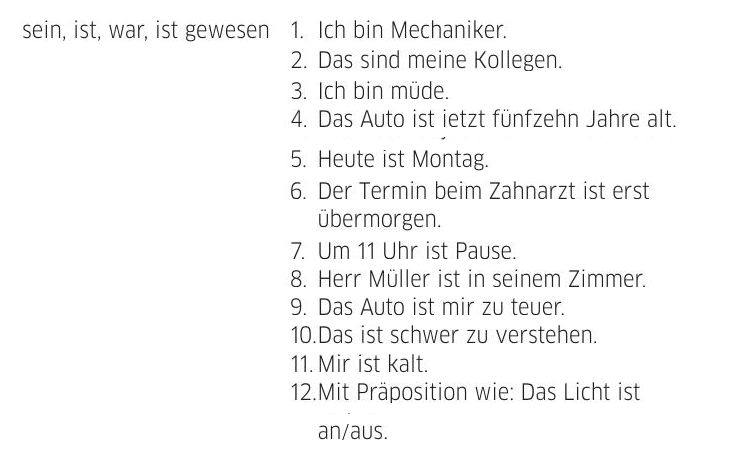 sein, ist, war, ist gewesen 1. Ich bin Mechaniker.
2. Das sind meine Kollegen.
3. Ich bin müde.
4. Das Auto ist jetzt fünfzehn Jahre alt.
5. Heute ist Montag.
6. Der Termin beim Zahnarzt ist erst
übermorgen.
7. Um 11 Uhr ist Pause.
8. Herr Müller ist in seinem Zimmer.
9. Das Auto ist mir zu teuer.
10.Das ist schwer zu verstehen.
11. Mir ist kalt.
12.Mit Präposition wie: Das Licht ist
an/aus.